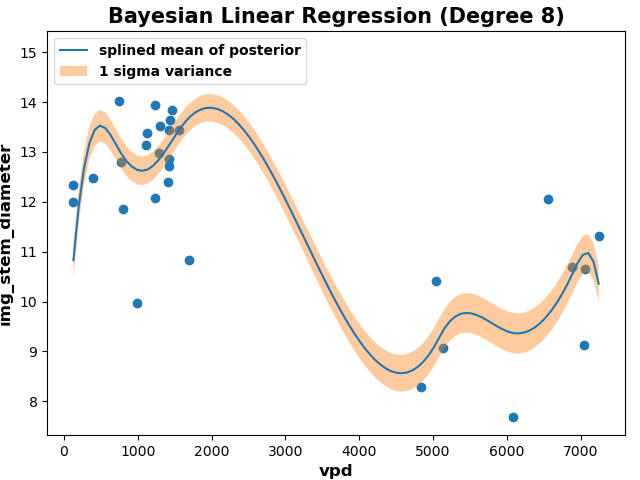 Bayesian Linear Regression (Degree 8)
splined mean of posterior
1 sigma variance
img_stem_diameter
15
14
13
12
11
10
9
8
0 1000 2000 3000 4000 5000 6000 7000
vpd